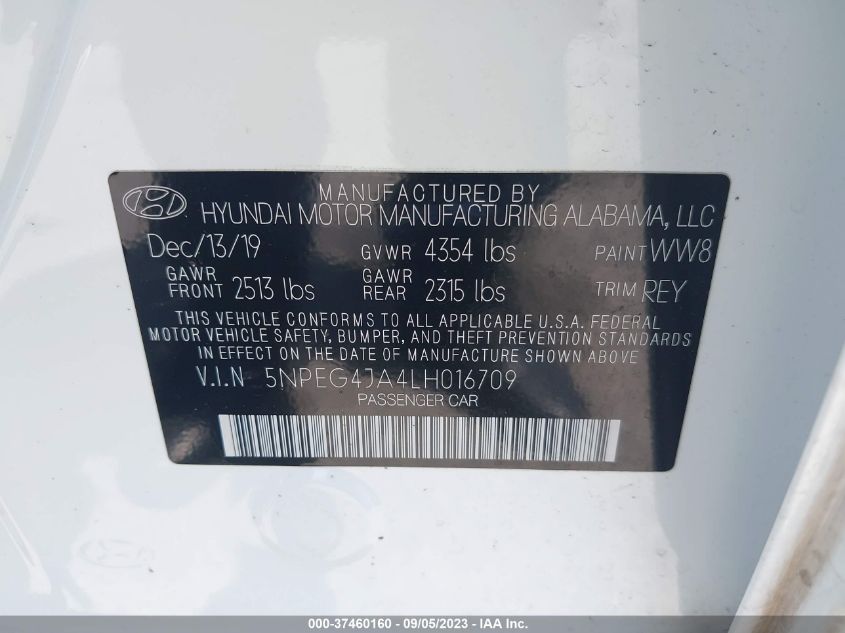 MANUFACTURED BY
HYUNDAI MOTOR MANUFACTURING ALABAMA, LLC
Dec/13/19 GVWR 4354 lbs PAINT WW8
GAWR FRONT 2513 lbs GAWR REAR 2315 lbs TRIM REY
THIS VEHICLE CONFORMS TO ALL APPLICABLE U.S.A. FEDERAL
MOTOR VEHICLE SAFETY, BUMPER, AND THEFT PREVENTION STANDARDS
IN EFFECT ON THE DATE OF MANUFACTURE SHOWN ABOVE.
V.I.N 5NPEG4JA4LH016709
PASSENGER CAR
000-37460160 - 09/05/2023 - IAA Inc.